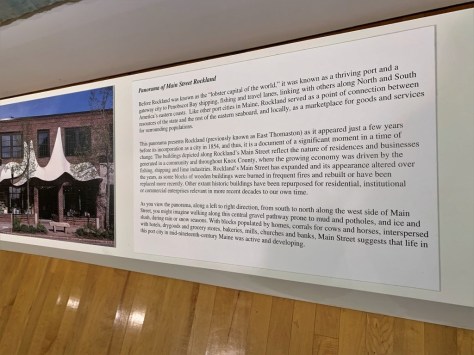 Panorama of Main Street Rockland
Before Rockland was known as the "lobster capital of the world," it was known as a thriving port and a
gateway city to Penobscot Bay shipping, fishing and travel lanes, linking with others along North and South
America's eastern coasts. Like other port cities in Maine, Rockland served as a point of connection between
resources of the state and the rest of the eastern seaboard, and locally, as a marketplace for goods and services
for surrounding populations.
This panorama presents Rockland (previously known as East Thomaston) as it appeared just a few years
before its incorporation as a city in 1854, and thus, it is a document of a significant moment in time of
change. The buildings depicted along Rockland's Main Street reflect the nature of residences and businesses
generated in a community and throughout Knox County, where the growing economy was driven by the
fishing, shipping and lime industries. Rockland's Main Street has expanded and its appearance altered over
the years, as some blocks of wooden buildings were burned in frequent fires and rebuilt or have been
replaced more recently. Other extant historic buildings have been repurposed for residential, institutional
or commercial enterprises relevant in more recent decades to our own time.
As you view the panorama, going left to right direction, from south to north along the west side of Main
Street, you might imagine walking along this central gravel pathway prone to mud and potholes, and ice and
slush, during rain or snow seasons. With blocks populated by homes, corrals for cows and horses, interspersed
with hotels, drygoods and grocery stores, bakeries, mills, churches and banks, Main Street suggests that life in
this port city in mid-nineteenth-century Maine was active and developing.